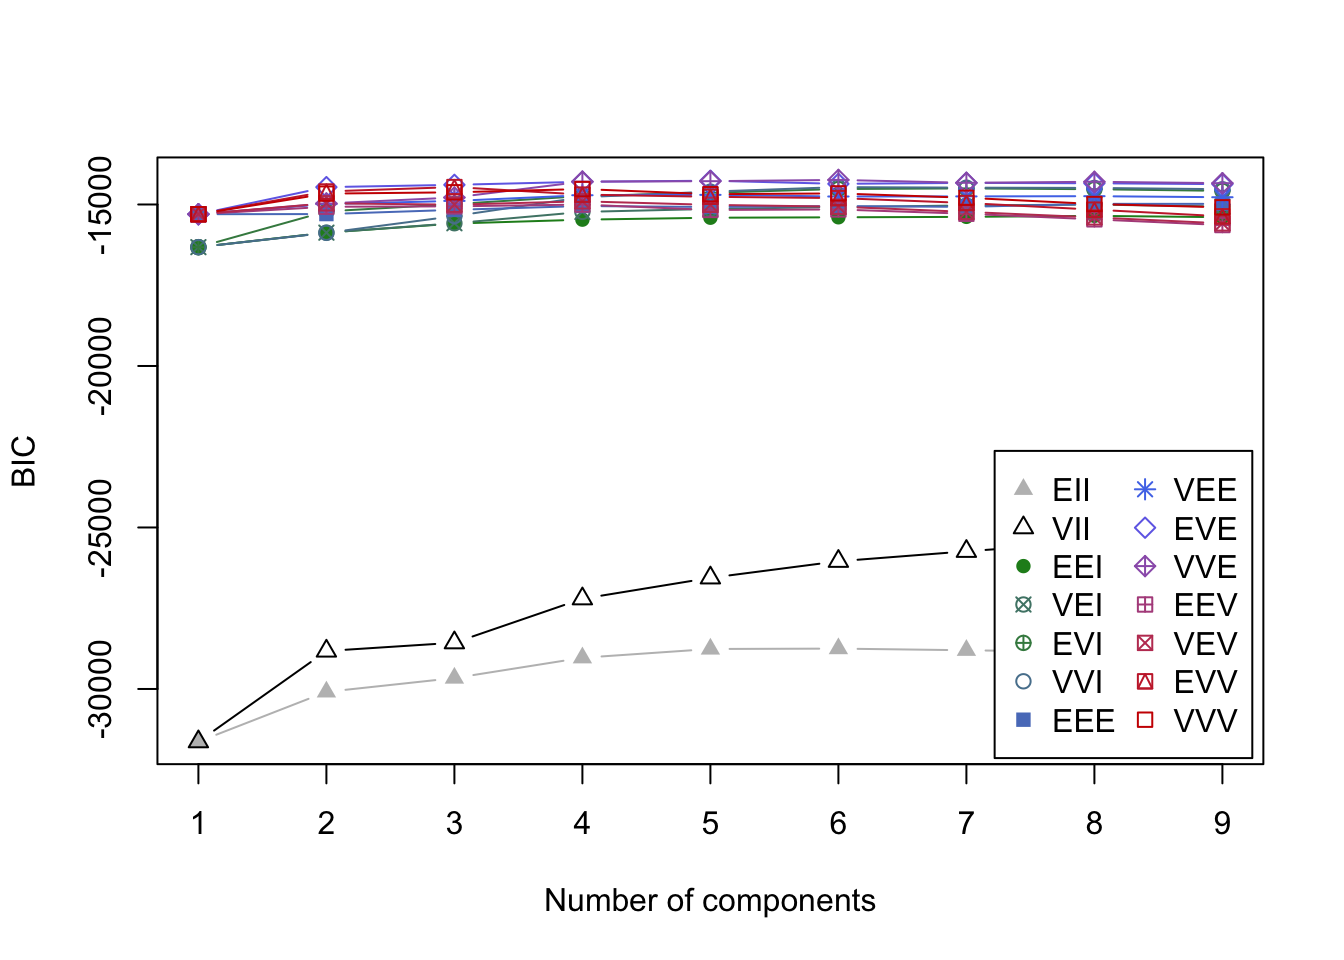 BIC
-15000
-20000
-25000
-30000
EII VEE
VII EVE
EEI VVE
VEI EEV
EVI VEV
VVI EVV
EEE VVV
1 2 3 4 5 6 7 8 9
Number of components